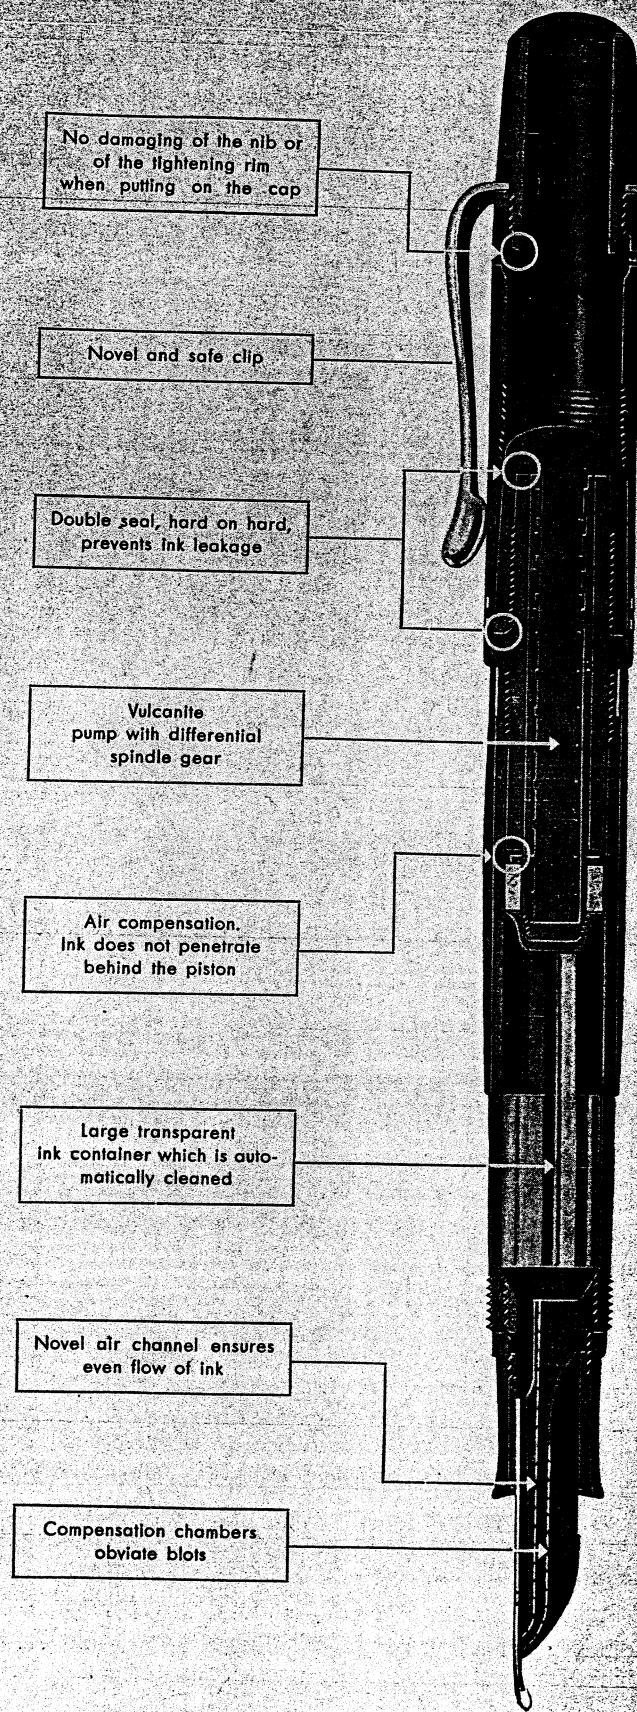 No damaging of the nib or
of the tightening rim
when putting on the cap
Novel and safe clip
Double seal, hard on hard,
prevents ink leakage
Vulcanite
pump with differential
spindle gear
Air compensation.
Ink does not penetrate
behind the piston
Large transparent
ink container which is auto-
matically cleaned
Novel air channel ensures
even flow of ink
Compensation chambers
obviate blots